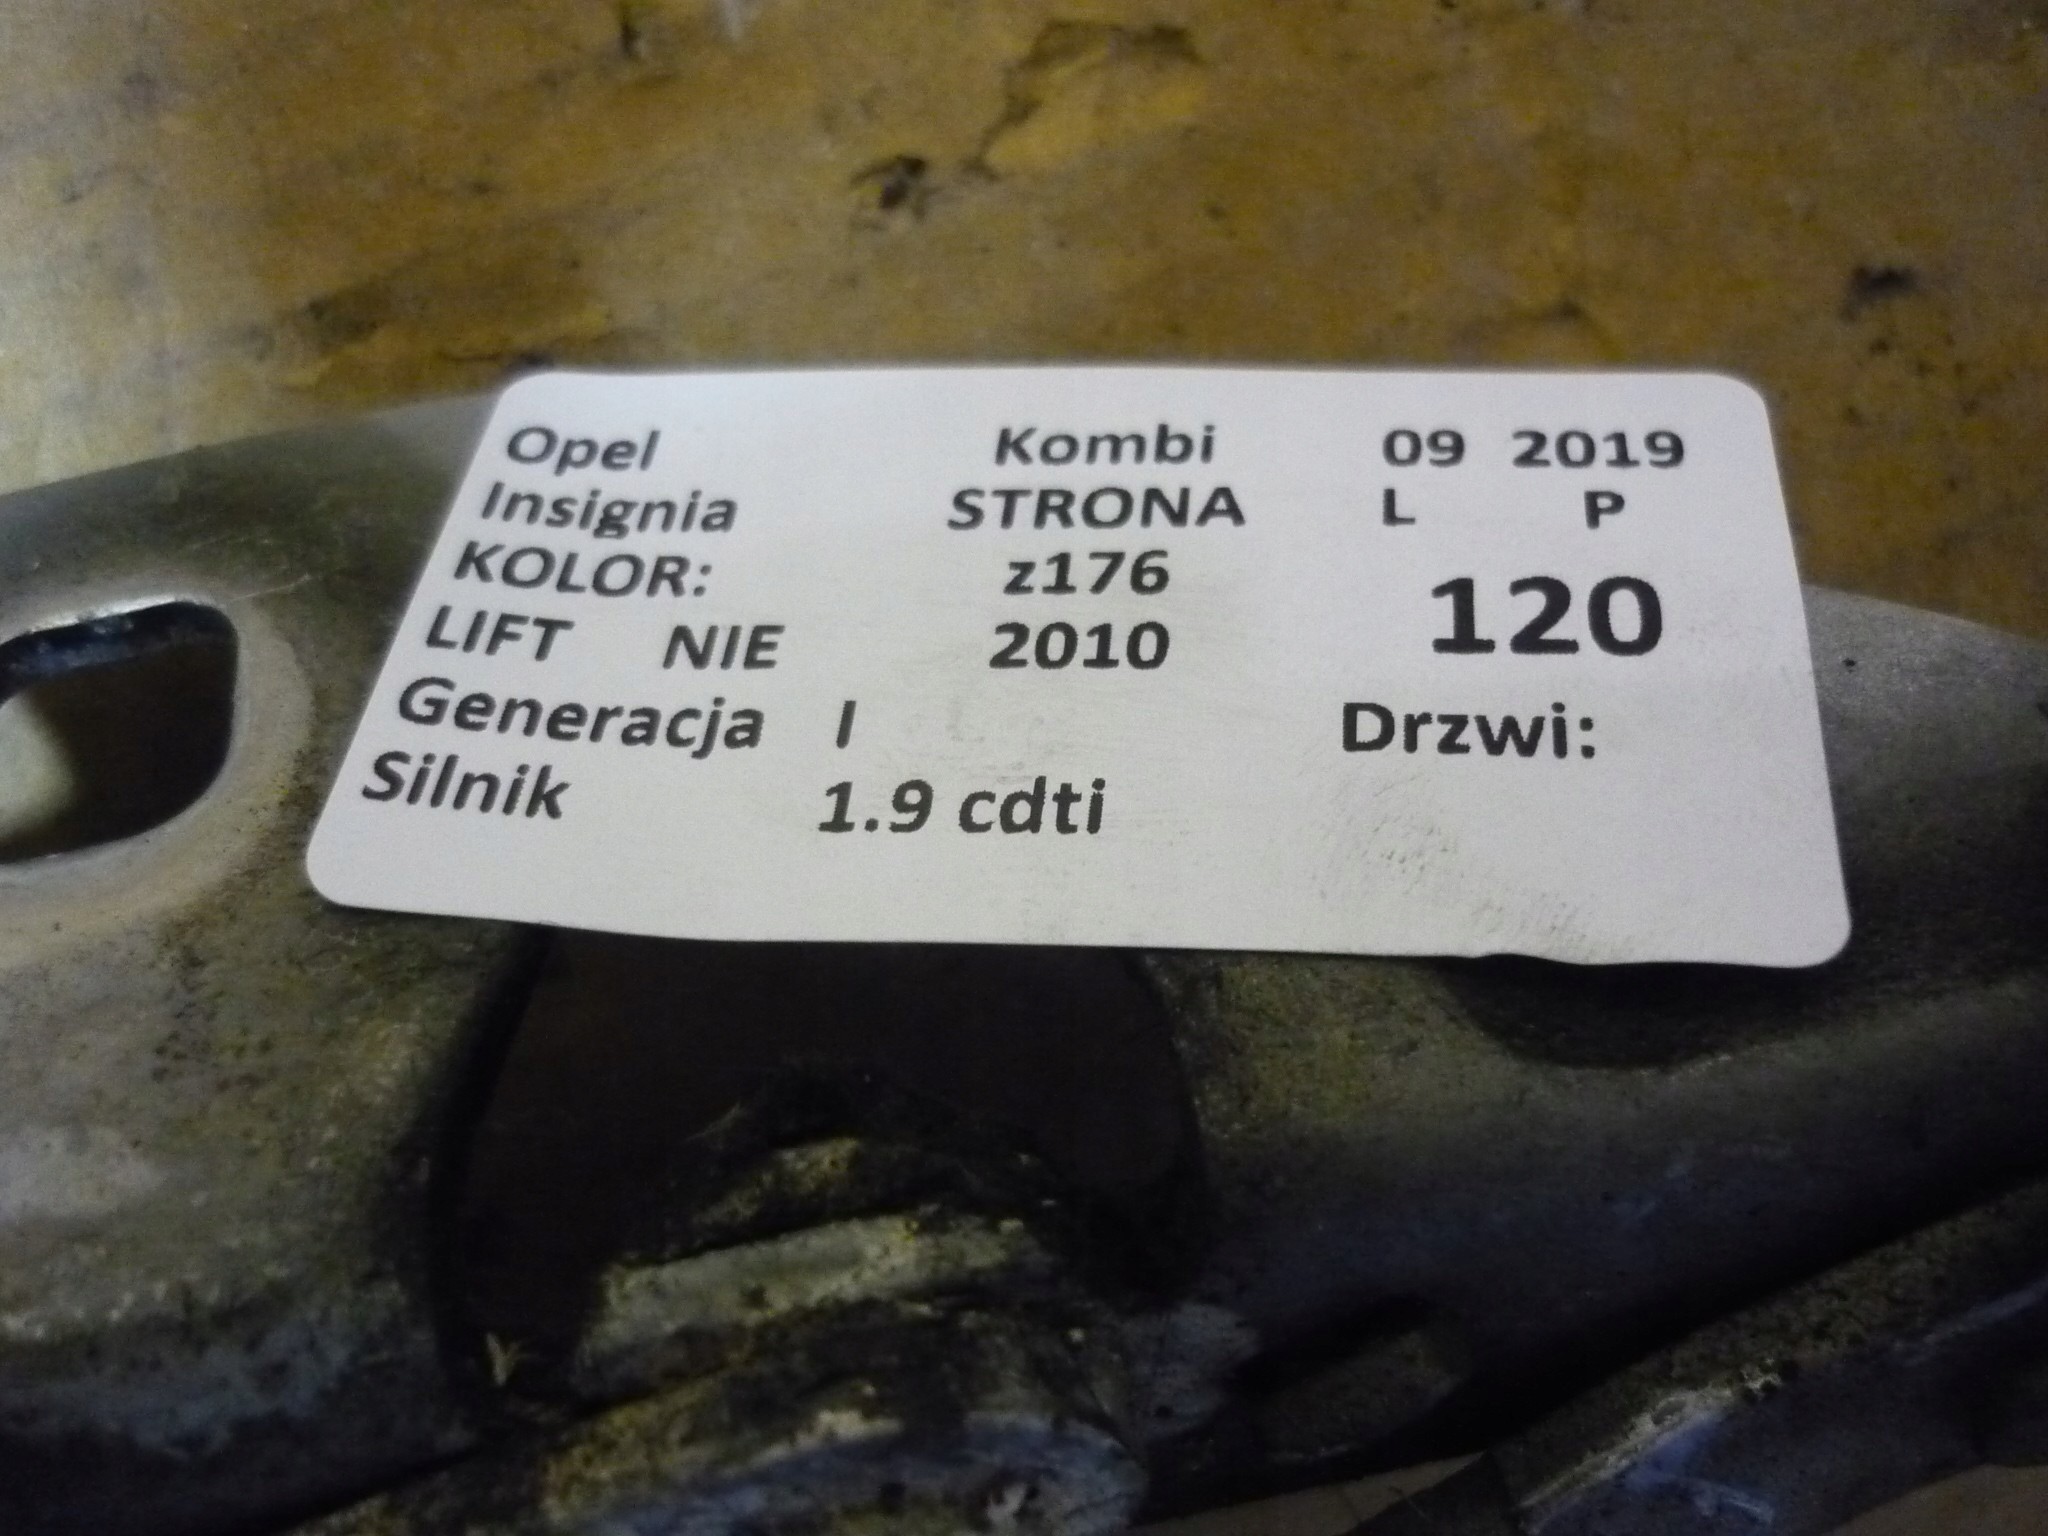 Opel Kombi 09 2019
Insignia STRONA L P
KOLOR: z176
LIFT NIE 2010 120
Generacja I Drzwi:
Silnik 1.9 cdti